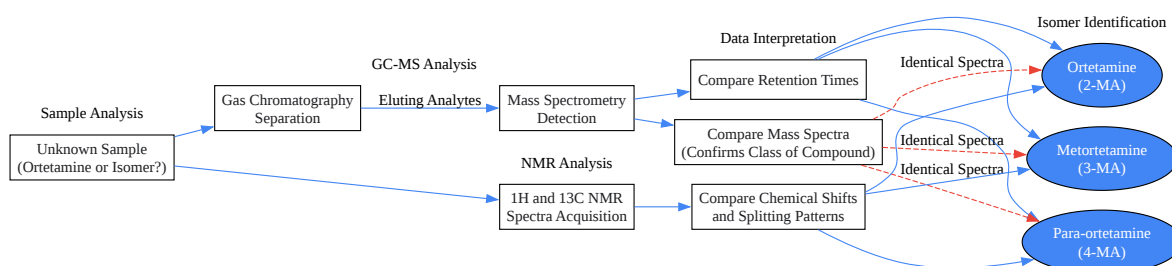 Sample Analysis
Unknown Sample
(Ortetamine or Isomer?)
GC-MS Analysis
Gas Chromatography
Separation
Eluting Analytes
Mass Spectrometry
Detection
NMR Analysis
1H and 13C NMR
Spectra Acquisition
Data Interpretation
Compare Retention Times
Compare Mass Spectra
(Confirms Class of Compound)
Compare Chemical Shifts
and Splitting Patterns
Identical Spectra
Identical Spectra
Identical Spectra
Isomer Identification
Ortetamine
(2-MA)
Metortetamine
(3-MA)
Para-ortetamine
(4-MA)